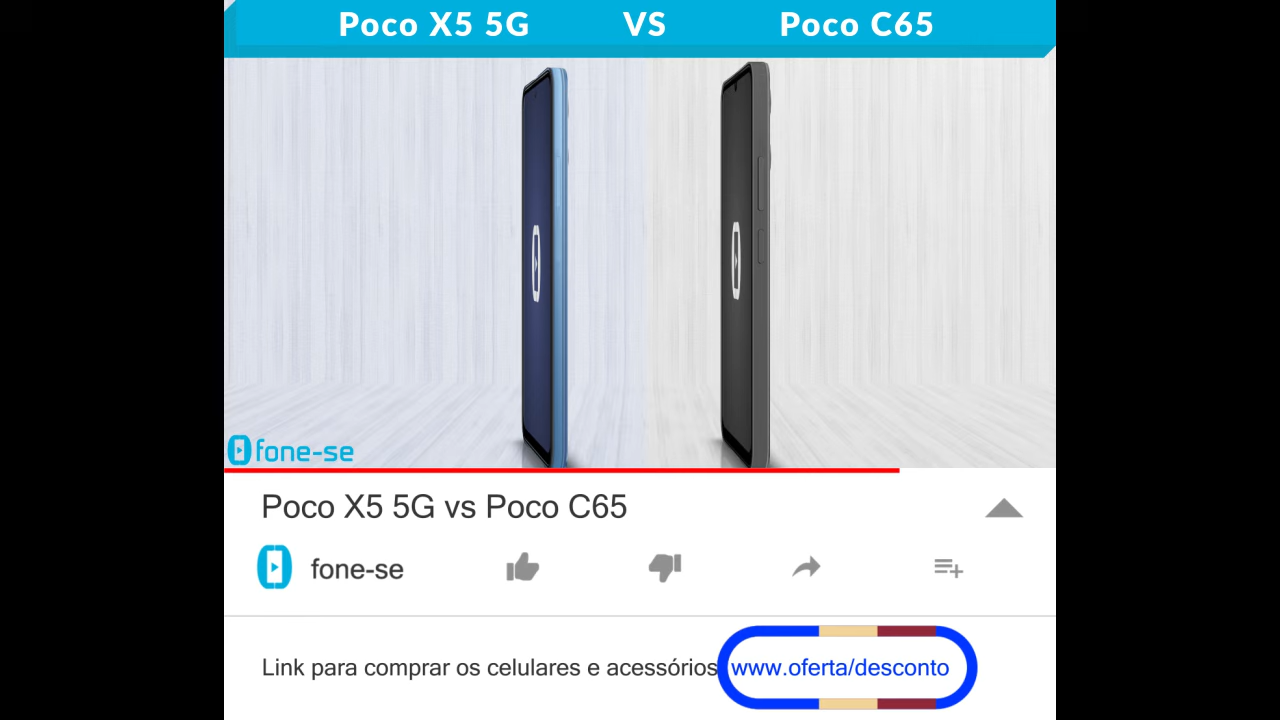 Poco X5 5G VS Poco C65
fone-se
Poco X5 5G vs Poco C65
fone-se
Link para comprar os celulares e acessórios www.oferta/desconto